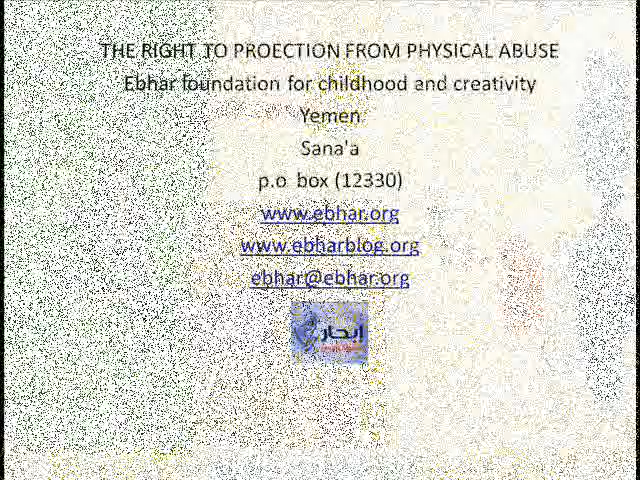 THE RIGHT TO PROECTION FROM PHYSICAL ABUSE
Ebhar foundation for childhood and creativity
Yemen
Sana'a
p.o box (12330)
www.ebhar.org
www.ebharblog.org
ebhar@ebhar.org
إبحار